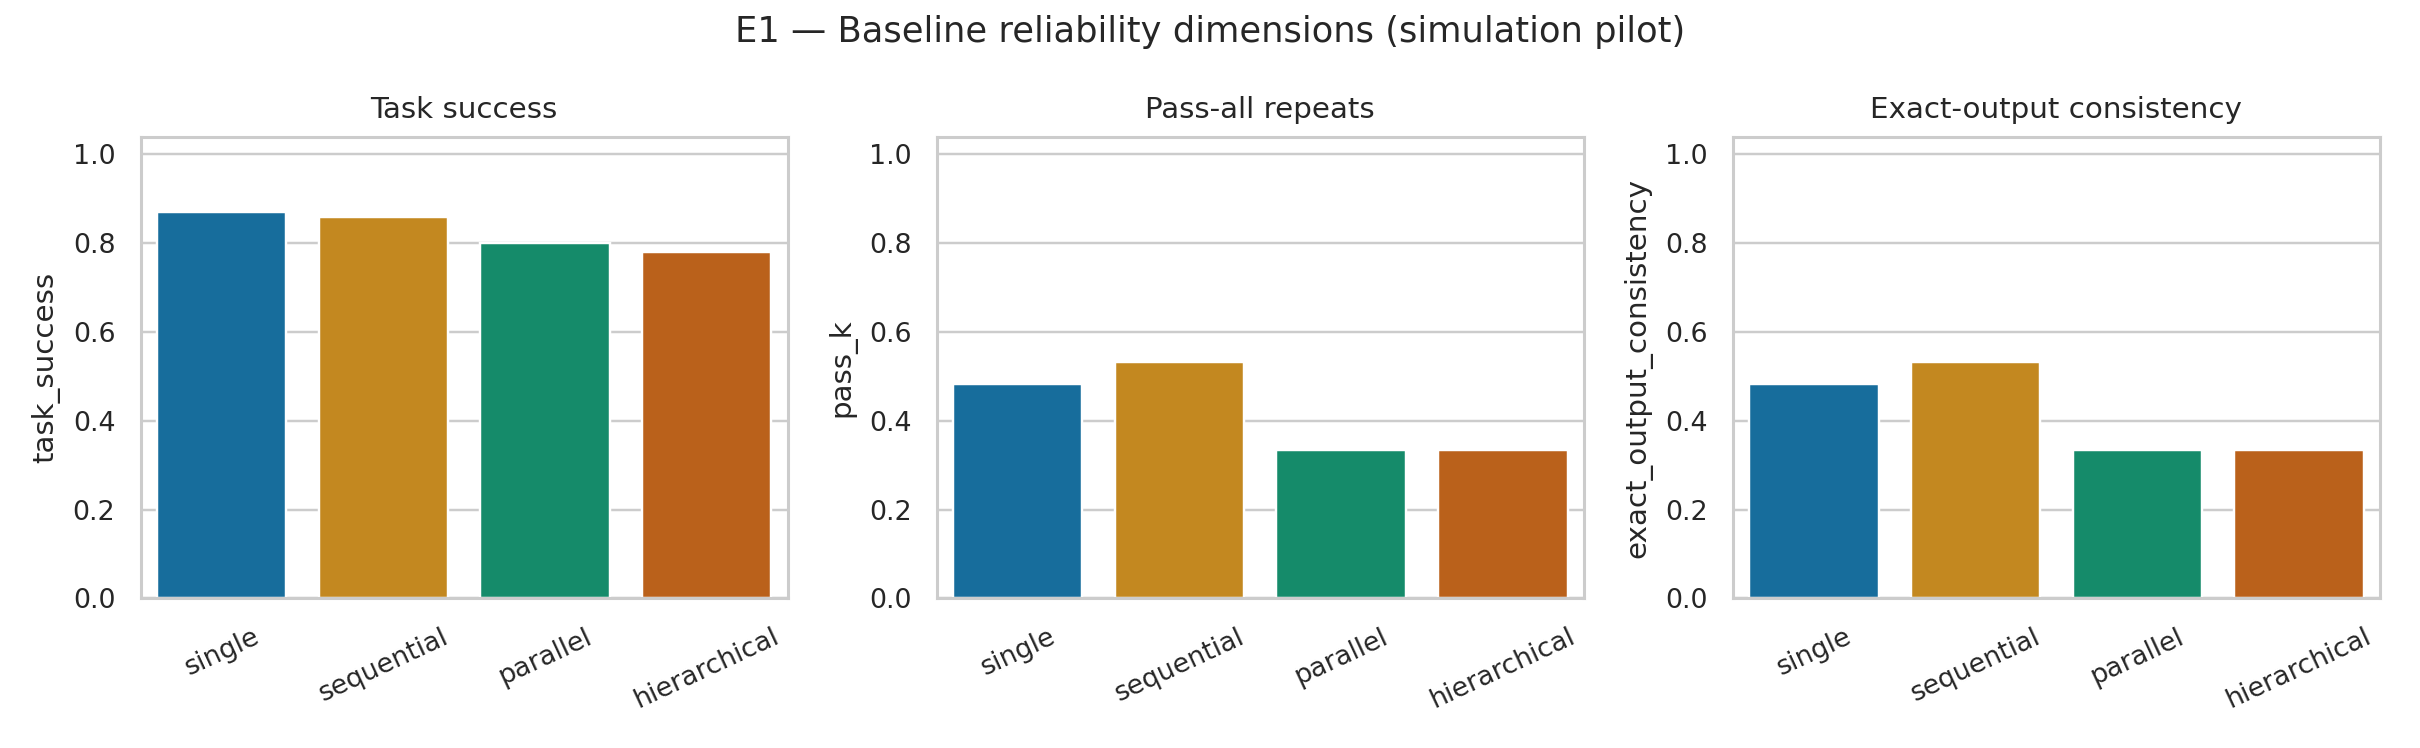 E1 — Baseline reliability dimensions (simulation pilot)
Task success
task_success
1.0
0.8
0.6
0.4
0.2
0.0
single
sequential
parallel
hierarchical
Pass-all repeats
pass_k
1.0
0.8
0.6
0.4
0.2
0.0
single
sequential
parallel
hierarchical
Exact-output consistency
exact_output_consistency
1.0
0.8
0.6
0.4
0.2
0.0
single
sequential
parallel
hierarchical